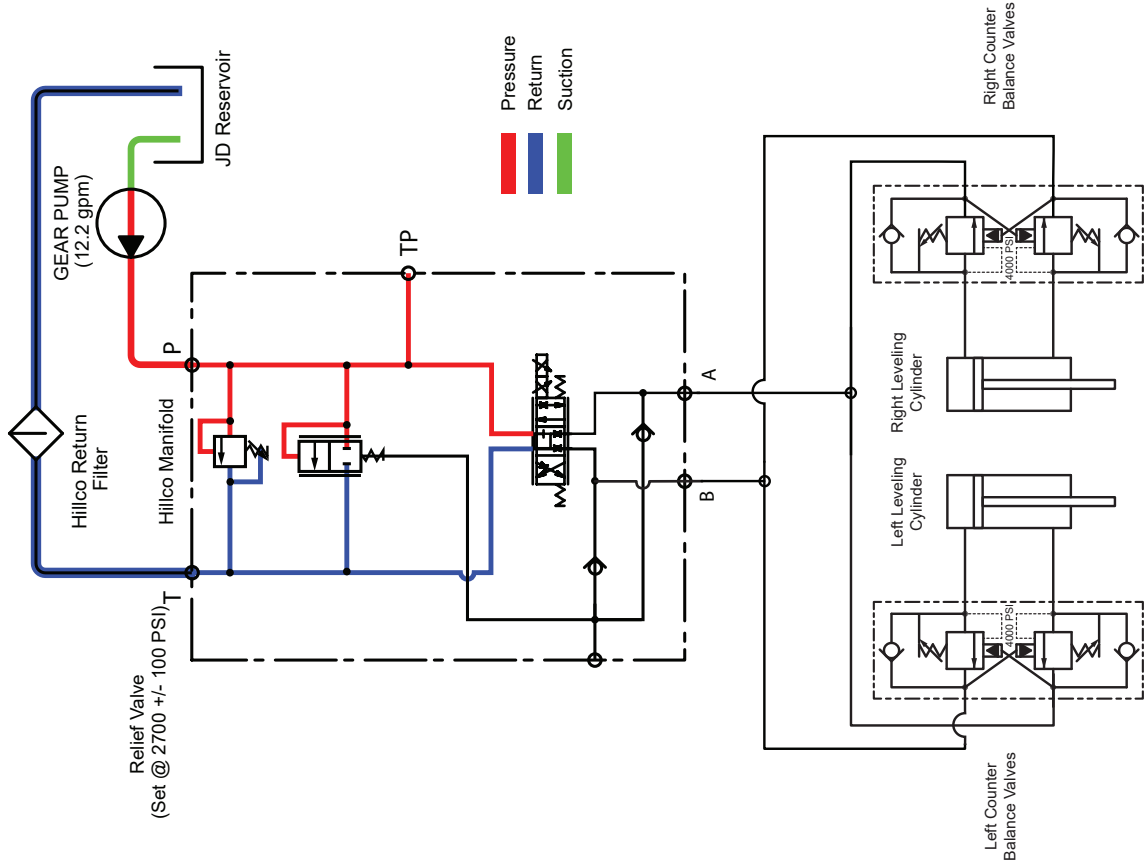 GEAR PUMP
(12.2 gpm)
JD Reservoir
Hillco Return
Filter
Hillco Manifold
P
T
TP
Relief Valve
(Set @ 2700 +/- 100 PSI)
Pressure
Return
Suction
A
B
Right Counter
Balance Valves
4000 PSI
Right Leveling
Cylinder
Left Leveling
Cylinder
4000 PSI
Left Counter
Balance Valves